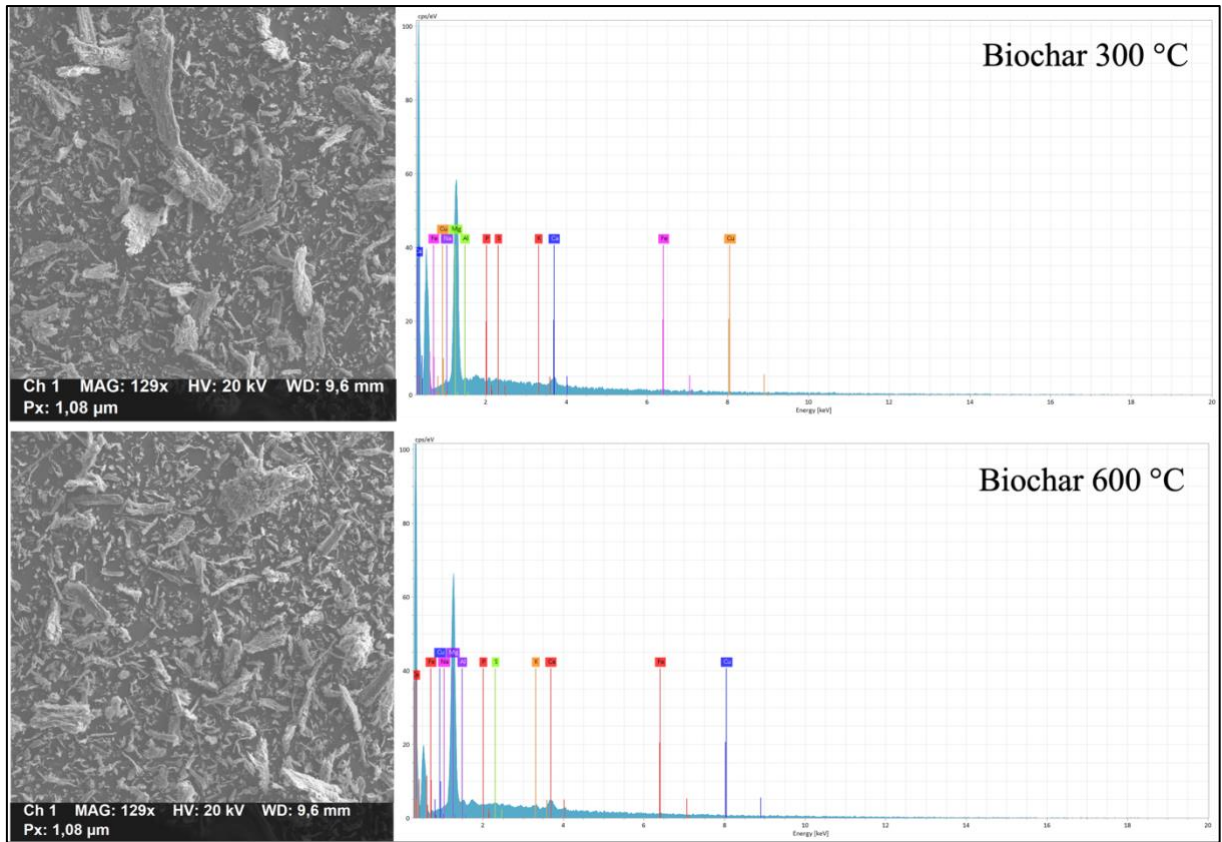 Ch 1 MAG: 129x HV: 20 kV WD: 9,6 mm
Px: 1,08 µm
cps/eV
Biochar 300 °C
100
80
60
40
20
0
Cu Mg
Fe Na Al P S K Ca Fe Cu
2 4 6 8 10 12 14 16 18 20
Energy [keV]
Ch 1 MAG: 129x HV: 20 kV WD: 9,6 mm
Px: 1,08 µm
cps/eV
Biochar 600 °C
100
80
60
40
20
0
Cu Mg
Fe Na Al P S K Ca Fe Cu
2 4 6 8 10 12 14 16 18 20
Energy [keV]